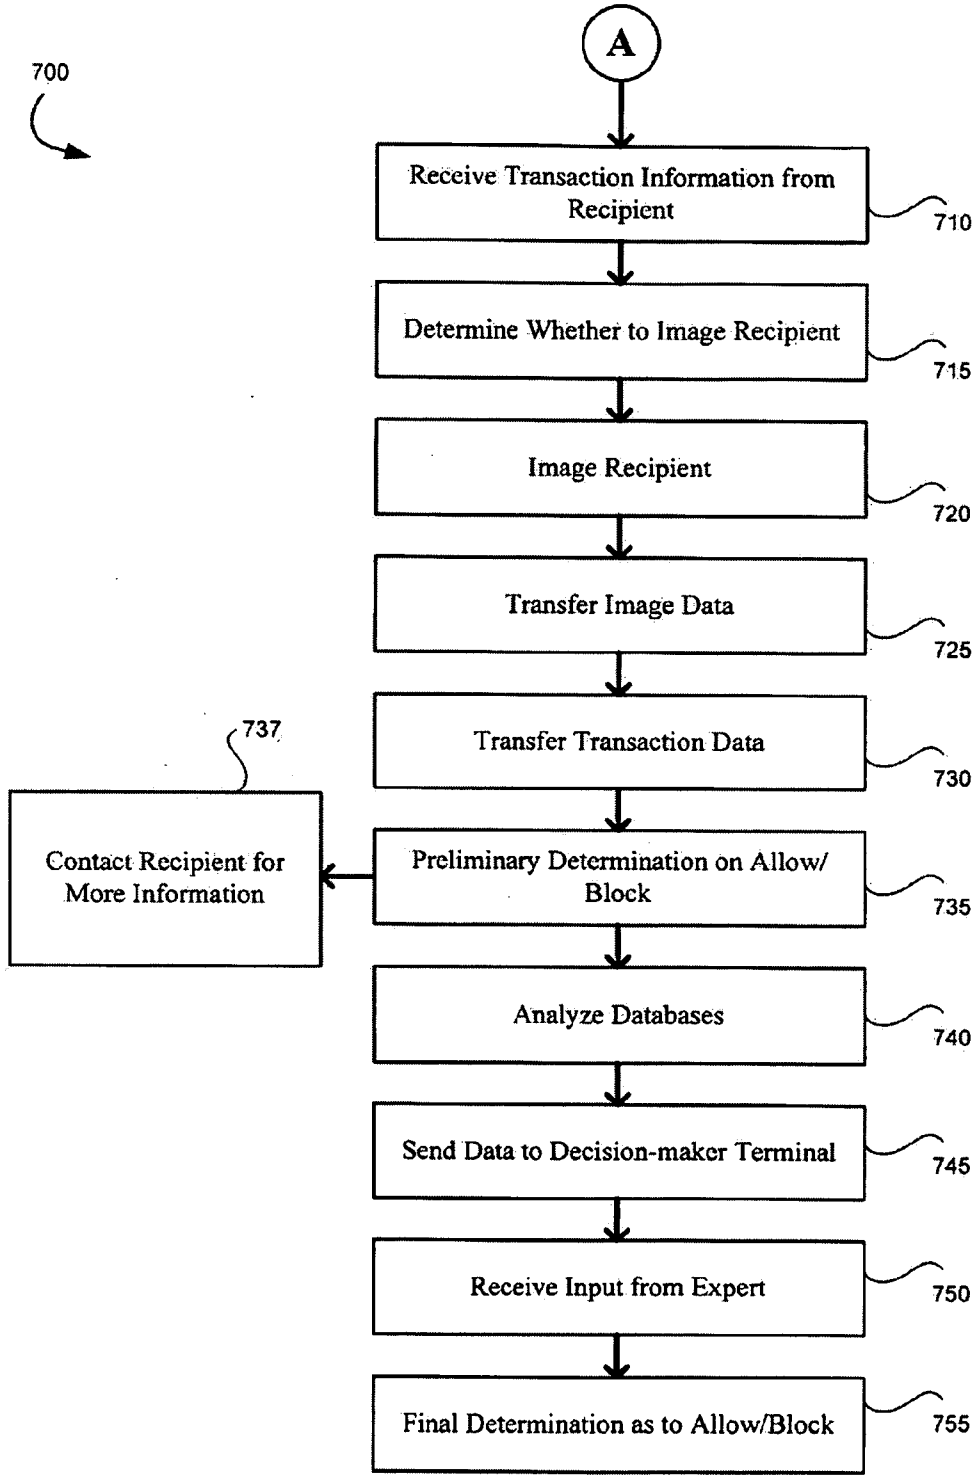 A
700
Receive Transaction Information from
Recipient
710
Determine Whether to Image Recipient
715
Image Recipient
720
Transfer Image Data
725
Transfer Transaction Data
730
737
Contact Recipient for
More Information
Preliminary Determination on Allow/
Block
735
Analyze Databases
740
Send Data to Decision-maker Terminal
745
Receive Input from Expert
750
Final Determination as to Allow/Block
755